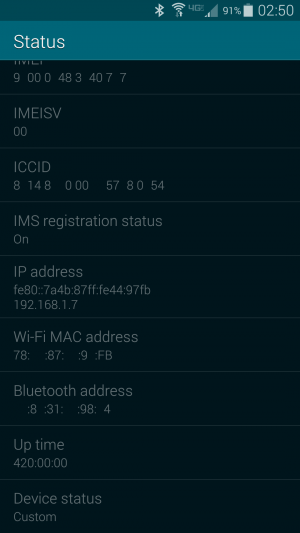 4G
91%
02:50
Status
IMEI
9 00 0 48 3 40 7 7
IMEISV
00
ICCID
8 14 8 0 00 57 8 0 54
IMS registration status
On
IP address
fe80::7a4b:87ff:fe44:97fb
192.168.1.7
Wi-Fi MAC address
78: :87: :9 :FB
Bluetooth address
:8 :31: :98: 4
Up time
420:00:00
Device status
Custom